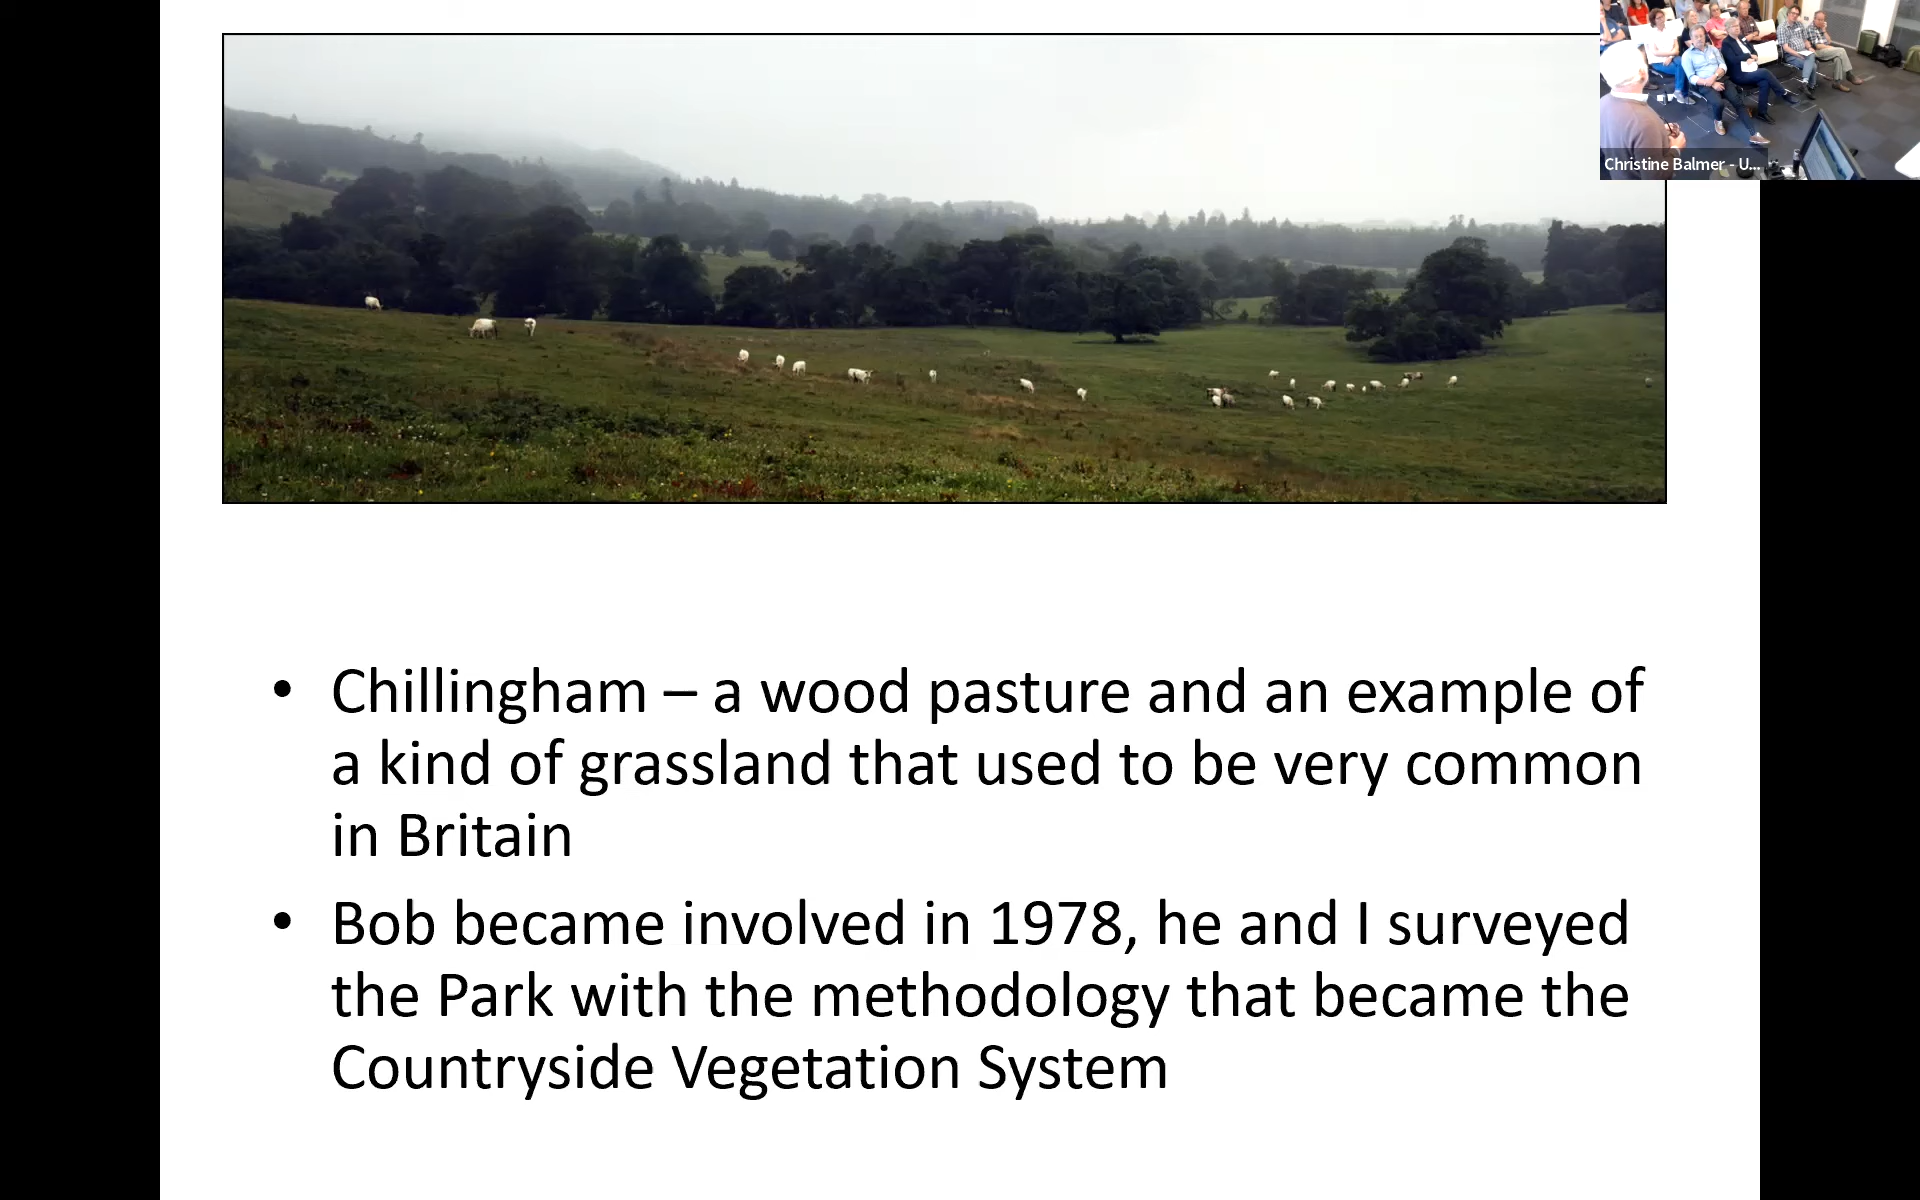 Christine Balmer - U...
• Chillingham – a wood pasture and an example of
a kind of grassland that used to be very common
in Britain
• Bob became involved in 1978, he and I surveyed
the Park with the methodology that became the
Countryside Vegetation System